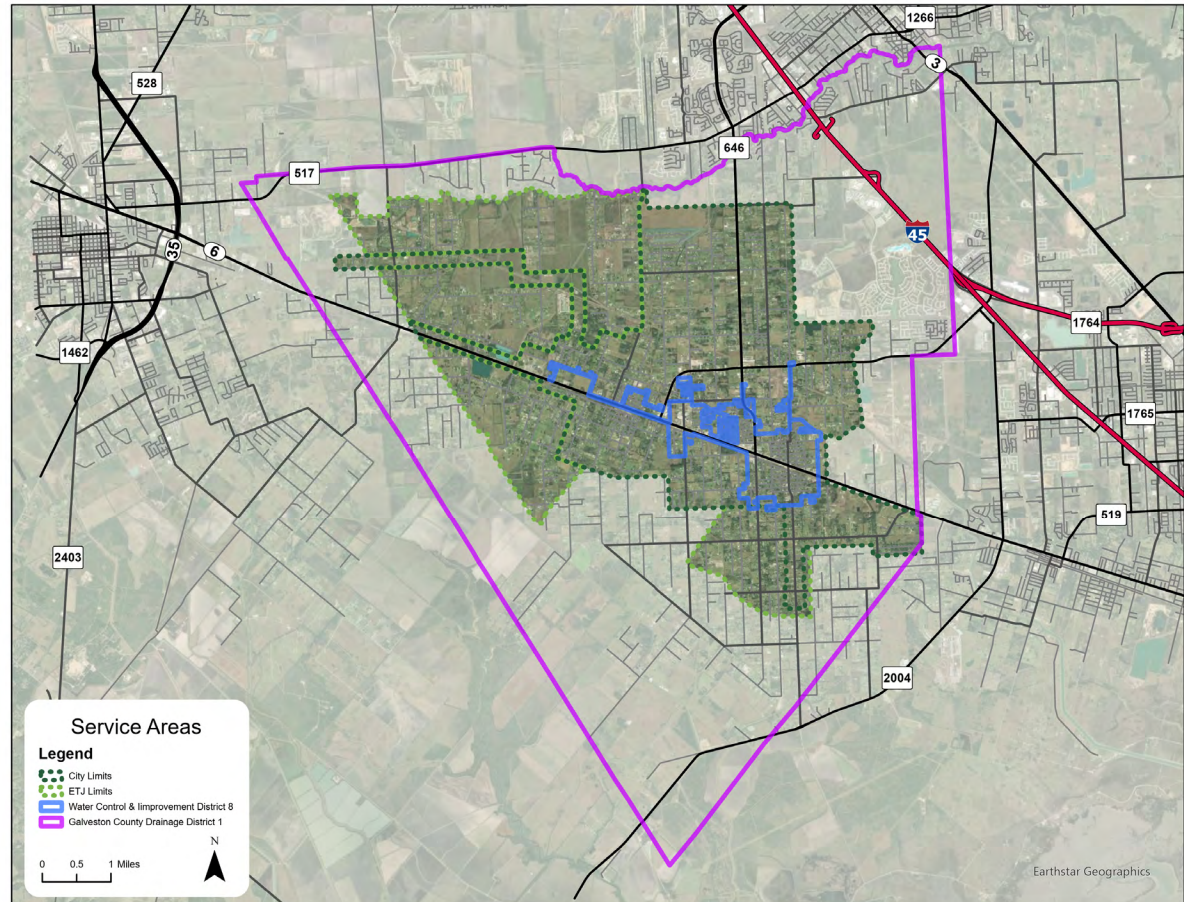 1266
3
528
646
517
45
35
6
1764
1462
1765
519
2403
2004
Service Areas
Legend
City Limits
ETJ Limits
Water Control & Iimprovement District 8
Galveston County Drainage District 1
N
0 0.5 1 Miles
Earthstar Geographics